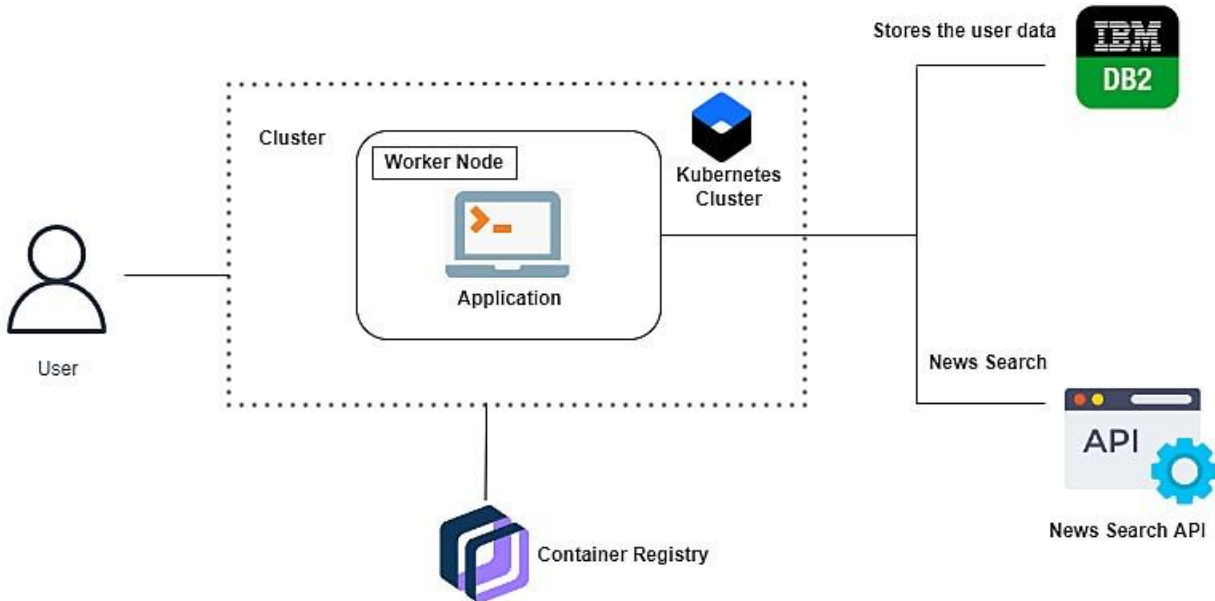 Stores the user data
IBM
DB2
Cluster
Worker Node
Kubernetes
Cluster
Application
User
News Search
API
News Search API
Container Registry